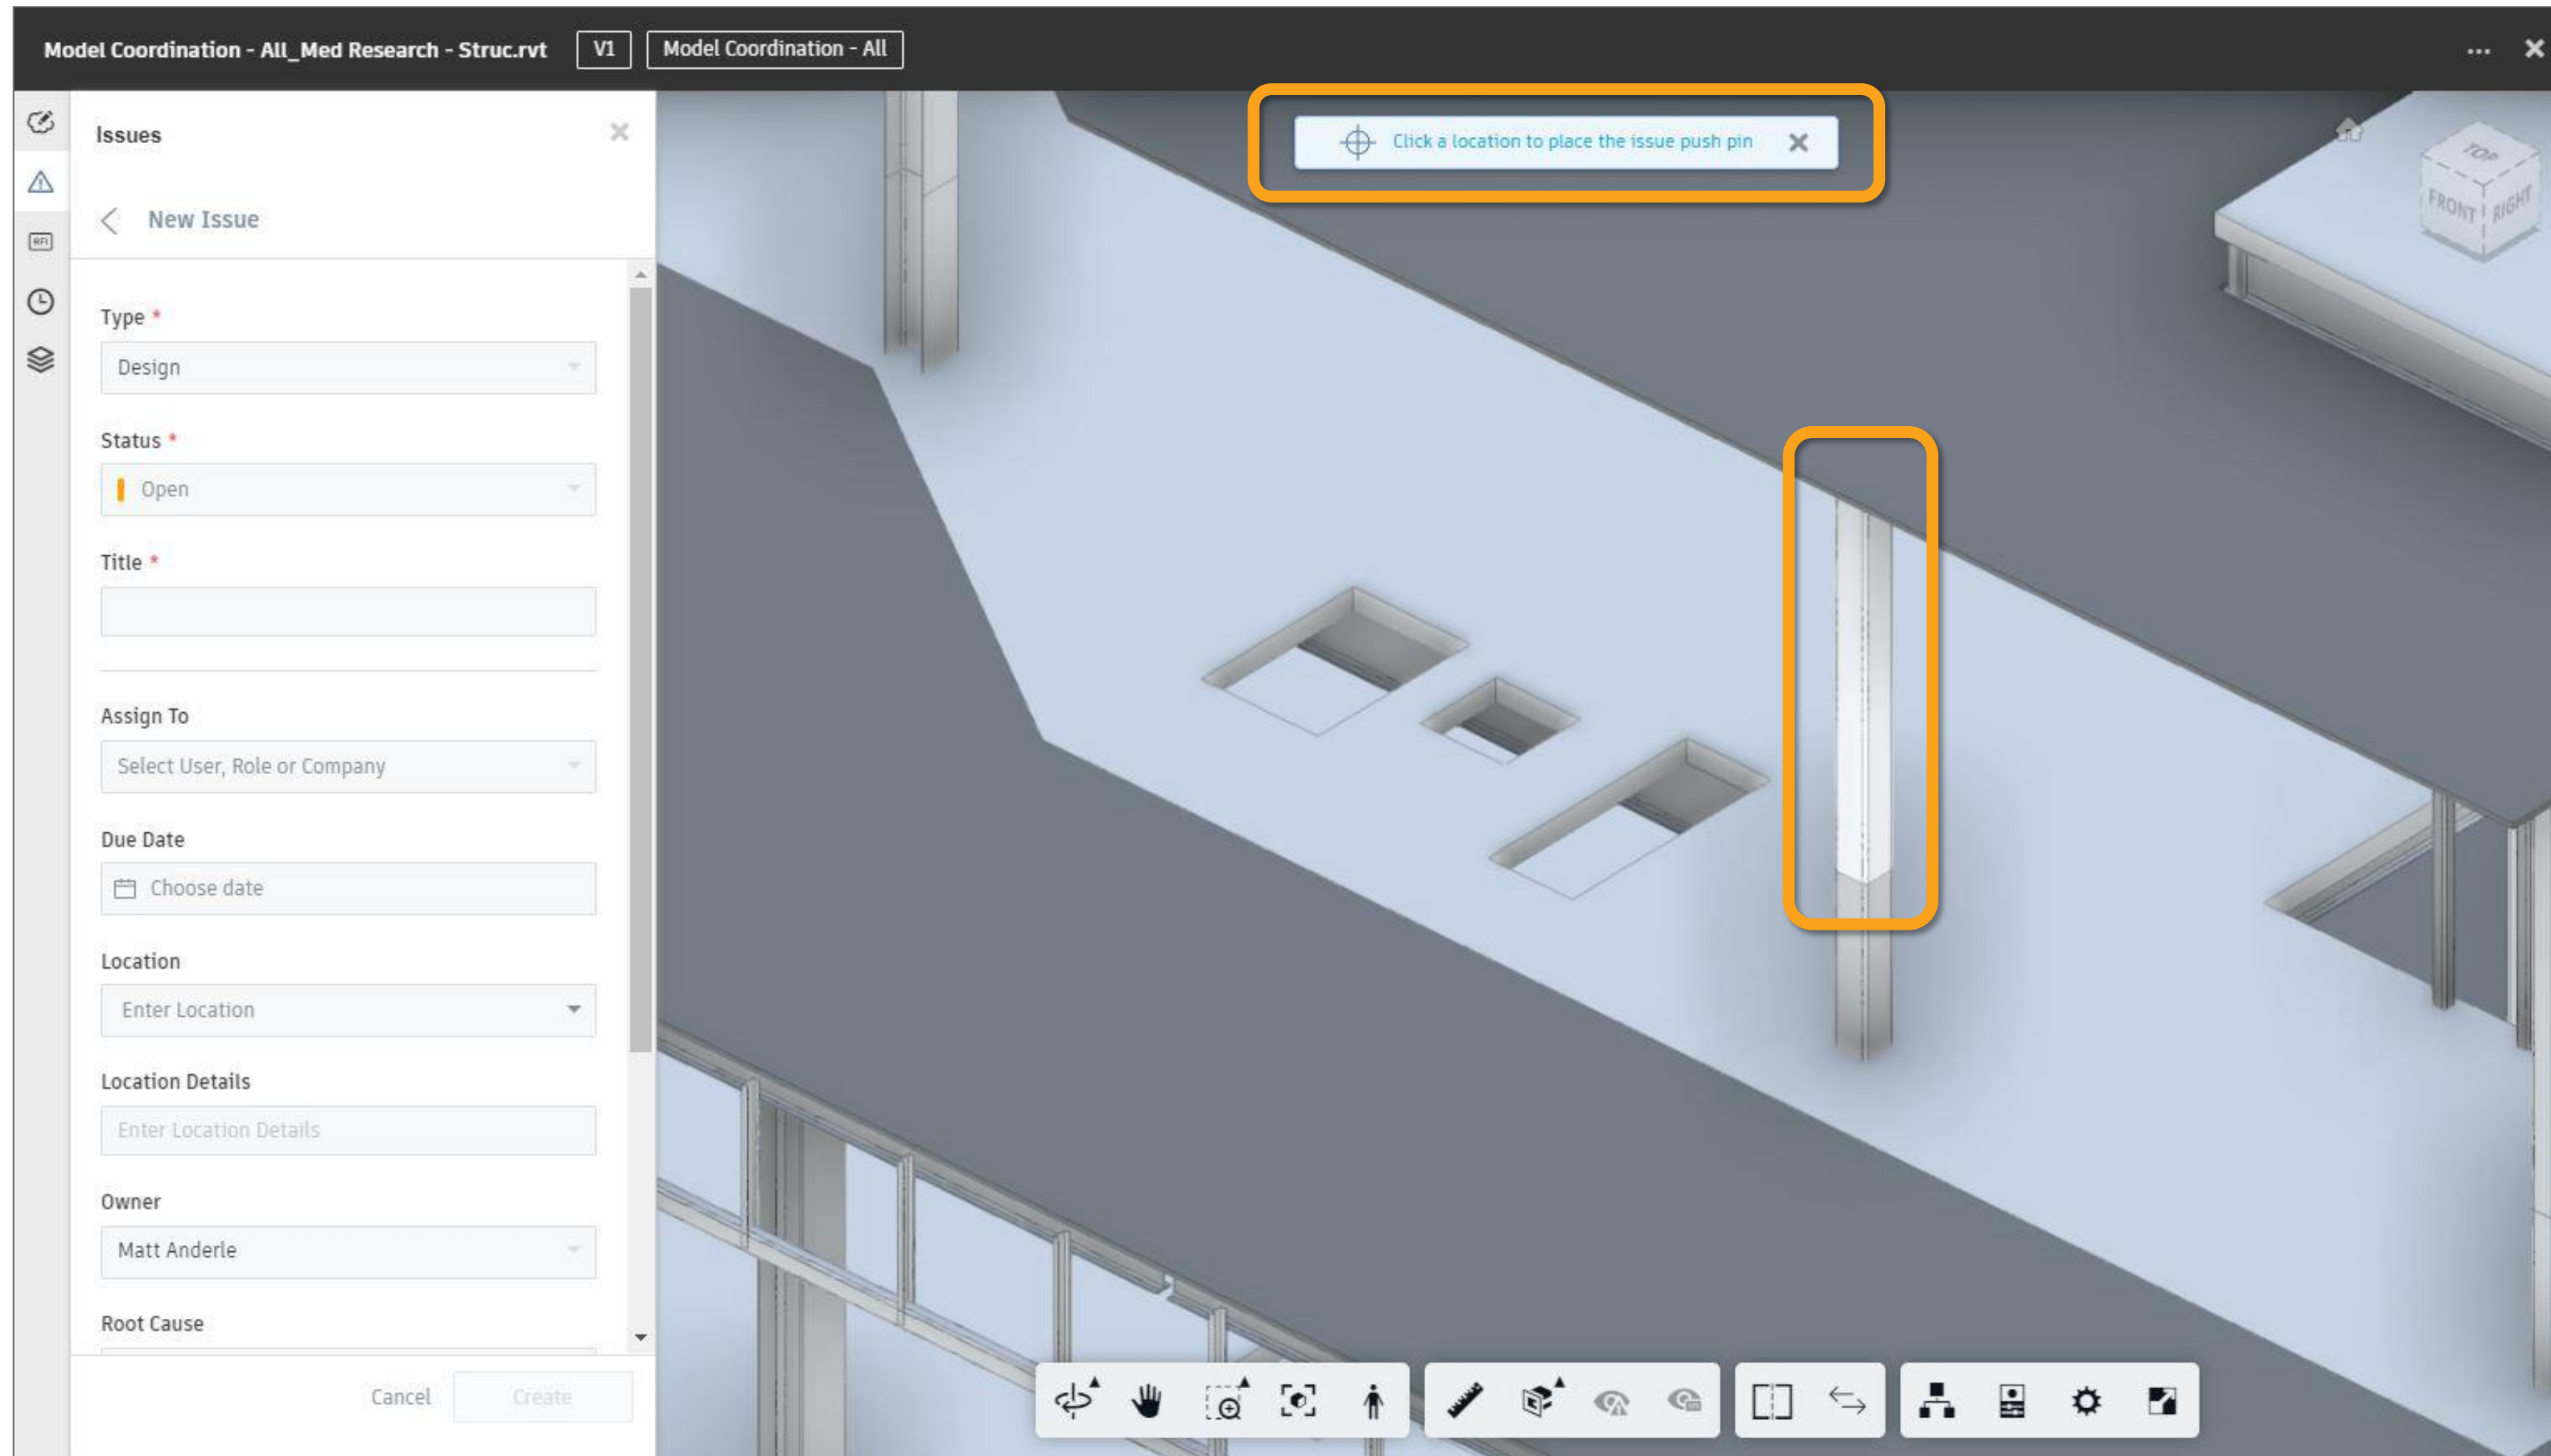 Model Coordination - All_Med Research - Struc.rvt V1 Model Coordination - All
Issues
Click a location to place the issue push pin
TOP
FRONT RIGHT
New Issue
RFI
Type *
Design
Status *
Open
Title *
Assign To
Select User, Role or Company
Due Date
Choose date
Location
Enter Location
Location Details
Enter Location Details
Owner
Matt Anderle
Root Cause
Cancel Create